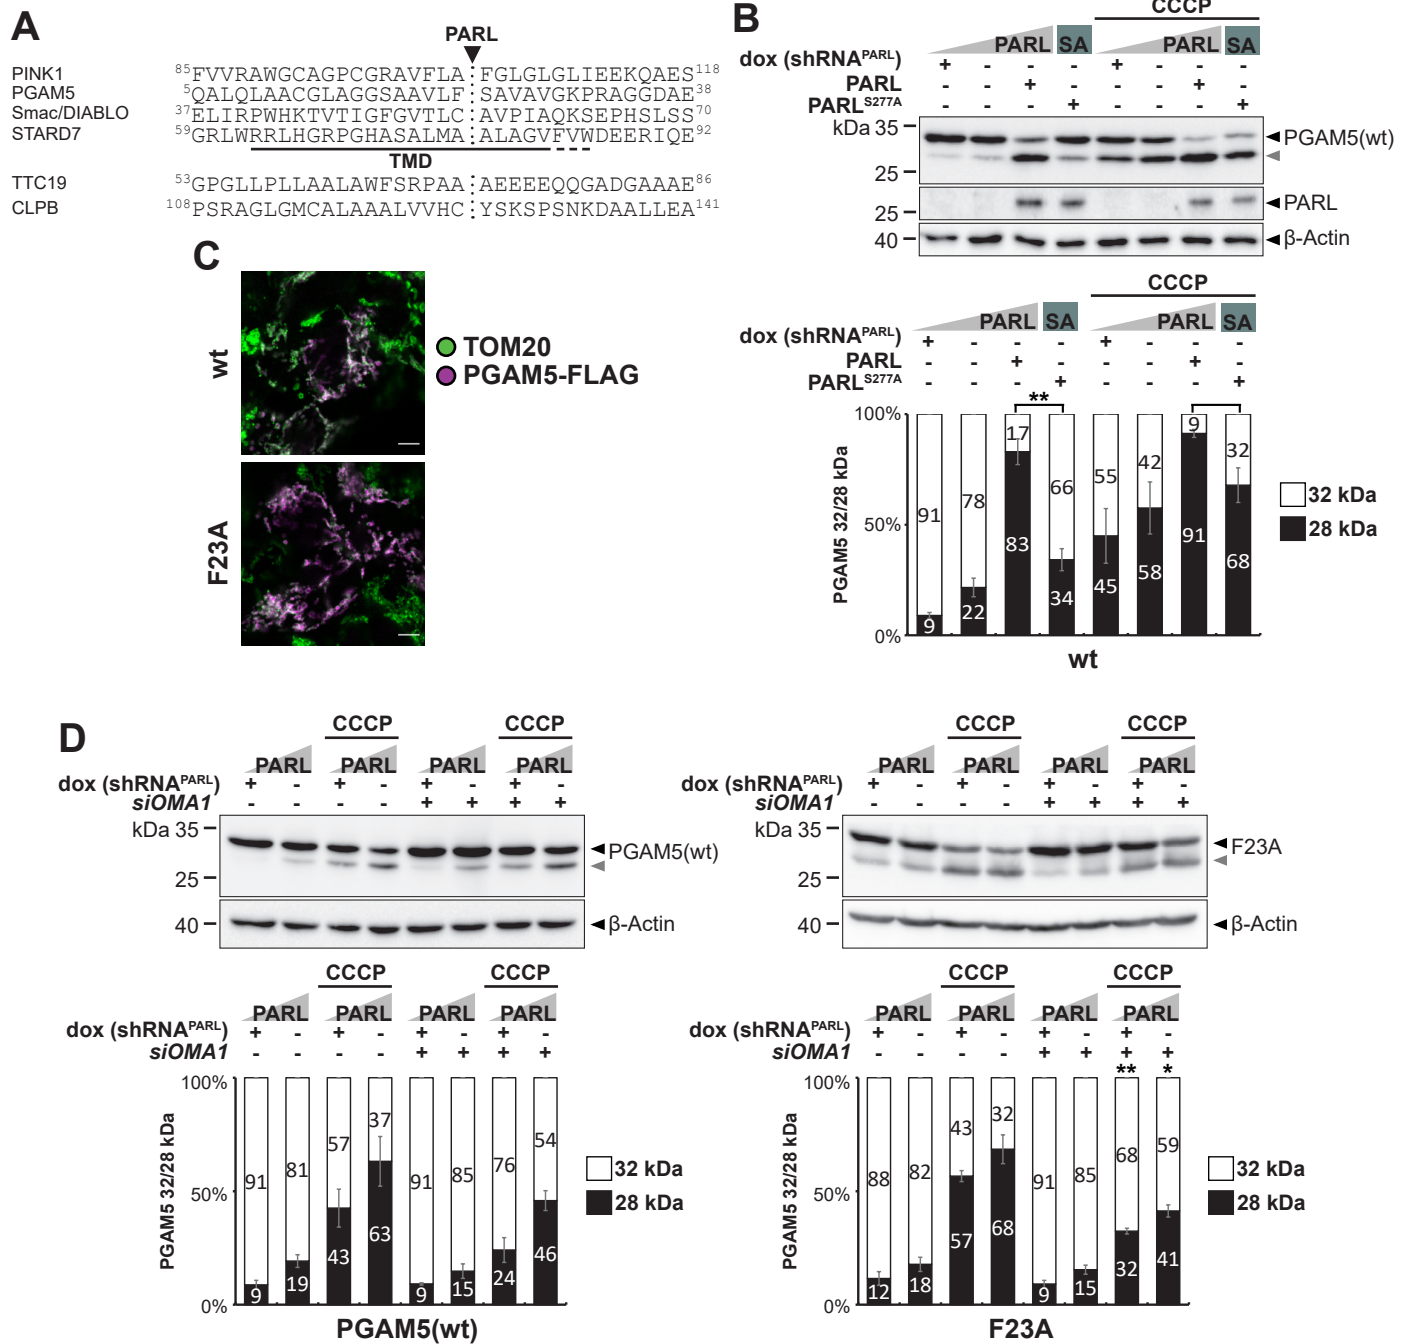 A
PARL
PINK1 85FVVRAWGCAGPCGRAVFLA FGLGLGLIEEKQAES118
PGAM5 5QALQLAACGLAGGSAAVLF SAVAVGKPRAGGDAE38
Smac/DIABLO 37ELIRPWHKTVTIGFGVTLC AVPIAQKSEPHSLSS70
STARD7 59GRLWRRLHGRPGHASALMA ALAGVFVWDEERIQE92
TMD
TTC19 53GPGLLPLLAALAWFSRPAA AEEEEQQGADGAAAE86
CLPB 108PSRAGLGMCALAAALVVHC YSKSPSNKDAALLEA141
B
CCCP
PARL SA PARL SA
dox (shRNAPARL) + - - - + - - -
PARL - - + - - - + -
PARLS277A - - - + - - - +
kDa 35
PGAM5(wt)
25
25
PARL
40
β-Actin
CCCP
PARL SA PARL SA
dox (shRNAPARL) + - - - + - - -
PARL - - + - - - + -
PARLS277A - - - + - - - +
**
PGAM5 32/28 kDa
100%
50%
0%
91 78 17 66 55 42 9 32
9 22 83 34 45 58 91 68
32 kDa
28 kDa
wt
C
wt
F23A
TOM20
PGAM5-FLAG
D
CCCP CCCP
PARL PARL PARL PARL
dox (shRNAPARL) + - + - + - + -
siOMA1 - - - - + + + +
kDa 35
PGAM5(wt)
25
40
β-Actin
CCCP CCCP
PARL PARL PARL PARL
dox (shRNAPARL) + - + - + - + -
siOMA1 - - - - + + + +
PGAM5 32/28 kDa
100%
50%
0%
91 81 57 37 91 85 76 54
9 19 43 63 9 15 24 46
32 kDa
28 kDa
PGAM5(wt)
CCCP CCCP
PARL PARL PARL PARL
dox (shRNAPARL) + - + - + - + -
siOMA1 - - - - + + + +
kDa 35
F23A
25
40
β-Actin
CCCP CCCP
PARL PARL PARL PARL
dox (shRNAPARL) + - + - + - + -
siOMA1 - - - - + + + +
** *
PGAM5 32/28 kDa
100%
50%
0%
88 82 43 32 91 85 68 59
12 18 57 68 9 15 32 41
32 kDa
28 kDa
F23A